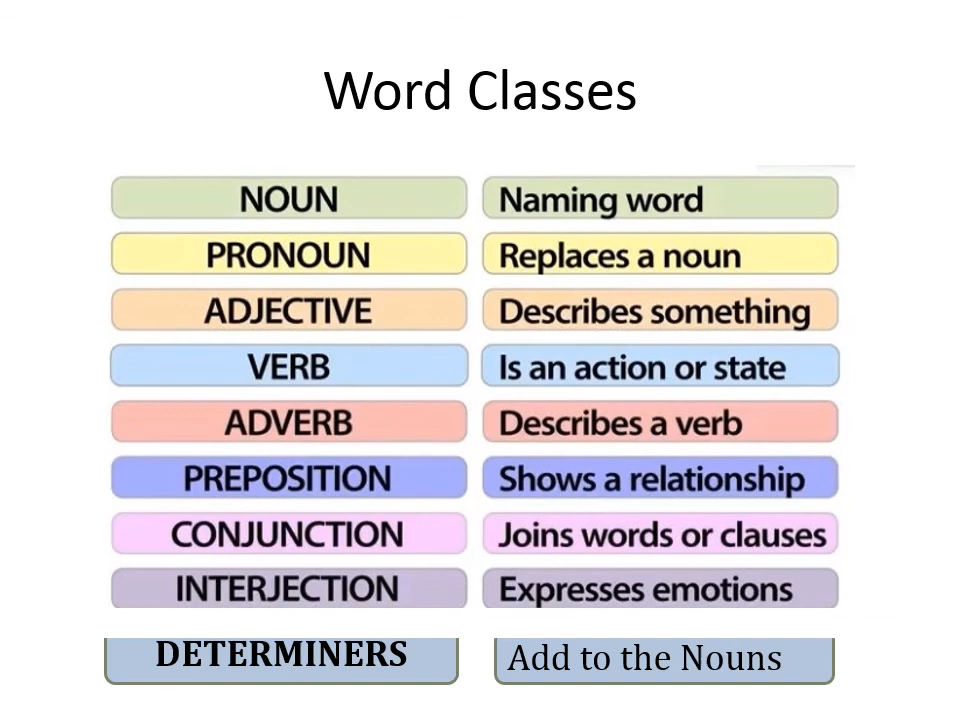 Word Classes
NOUN Naming word
PRONOUN Replaces a noun
ADJECTIVE Describes something
VERB Is an action or state
ADVERB Describes a verb
PREPOSITION Shows a relationship
CONJUNCTION Joins words or clauses
INTERJECTION Expresses emotions
DETERMINERS Add to the Nouns